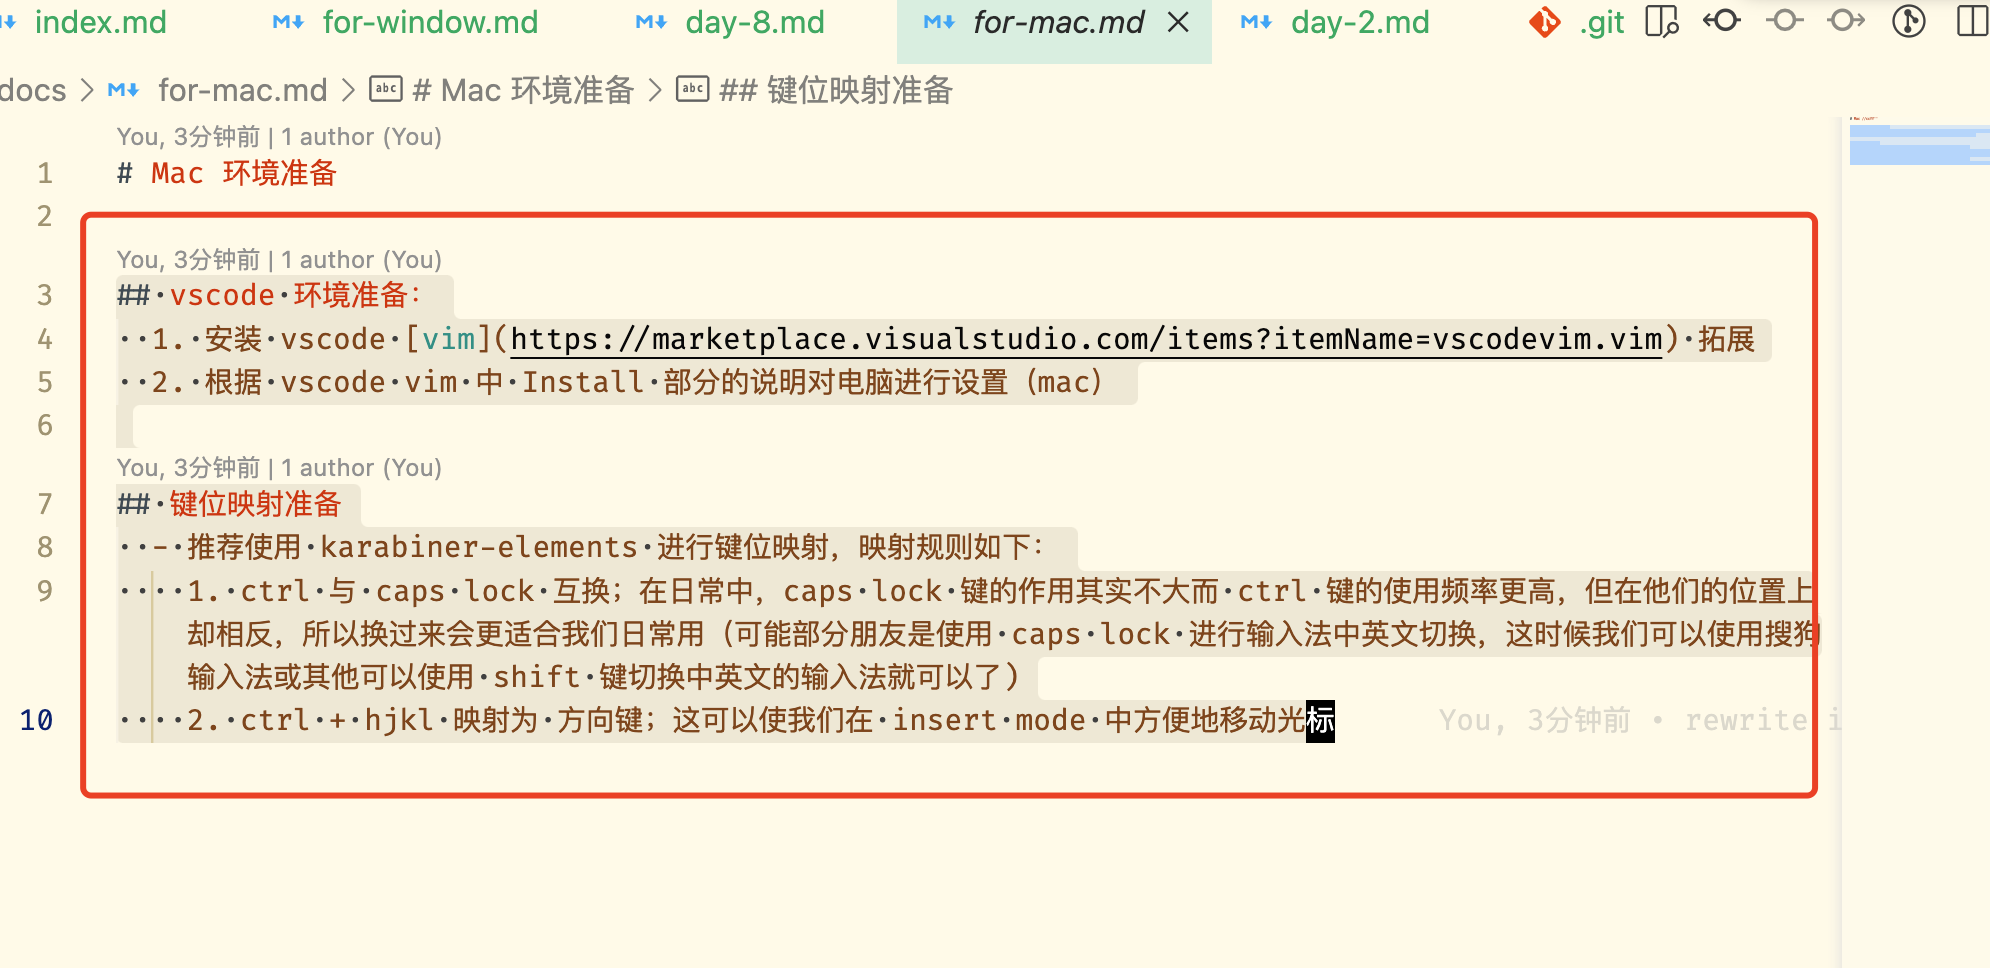 index.md for-window.md day-8.md for-mac.md day-2.md .git
docs > for-mac.md > # Mac 环境准备 > ## 键位映射准备
You, 3分钟前 | 1 author (You)
1 # Mac 环境准备
2
You, 3分钟前 | 1 author (You)
3 ## vscode 环境准备：
4 1. 安装 vscode [vim](https://marketplace.visualstudio.com/items?itemName=vscodevim.vim) 拓展
5 2. 根据 vscode vim 中 Install 部分的说明对电脑进行设置（mac）
6
You, 3分钟前 | 1 author (You)
7 ## 键位映射准备
8 - 推荐使用 karabiner-elements 进行键位映射，映射规则如下：
9 1. ctrl 与 caps lock 互换；在日常中，caps lock 键的作用其实不大而 ctrl 键的使用频率更高，但在他们的位置上
却相反，所以换过来会更适合我们日常用（可能部分朋友是使用 caps lock 进行输入法中英文切换，这时候我们可以使用搜狗
输入法或其他可以使用 shift 键切换中英文的输入法就可以了）
10 2. ctrl + hjkl 映射为 方向键；这可以使我们在 insert mode 中方便地移动光标 You, 3分钟前 • rewrite i